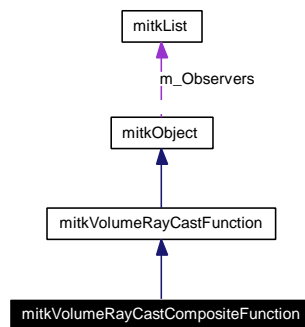 mitkList
m_Observers
mitkObject
mitkVolumeRayCastFunction
mitkVolumeRayCastCompositeFunction